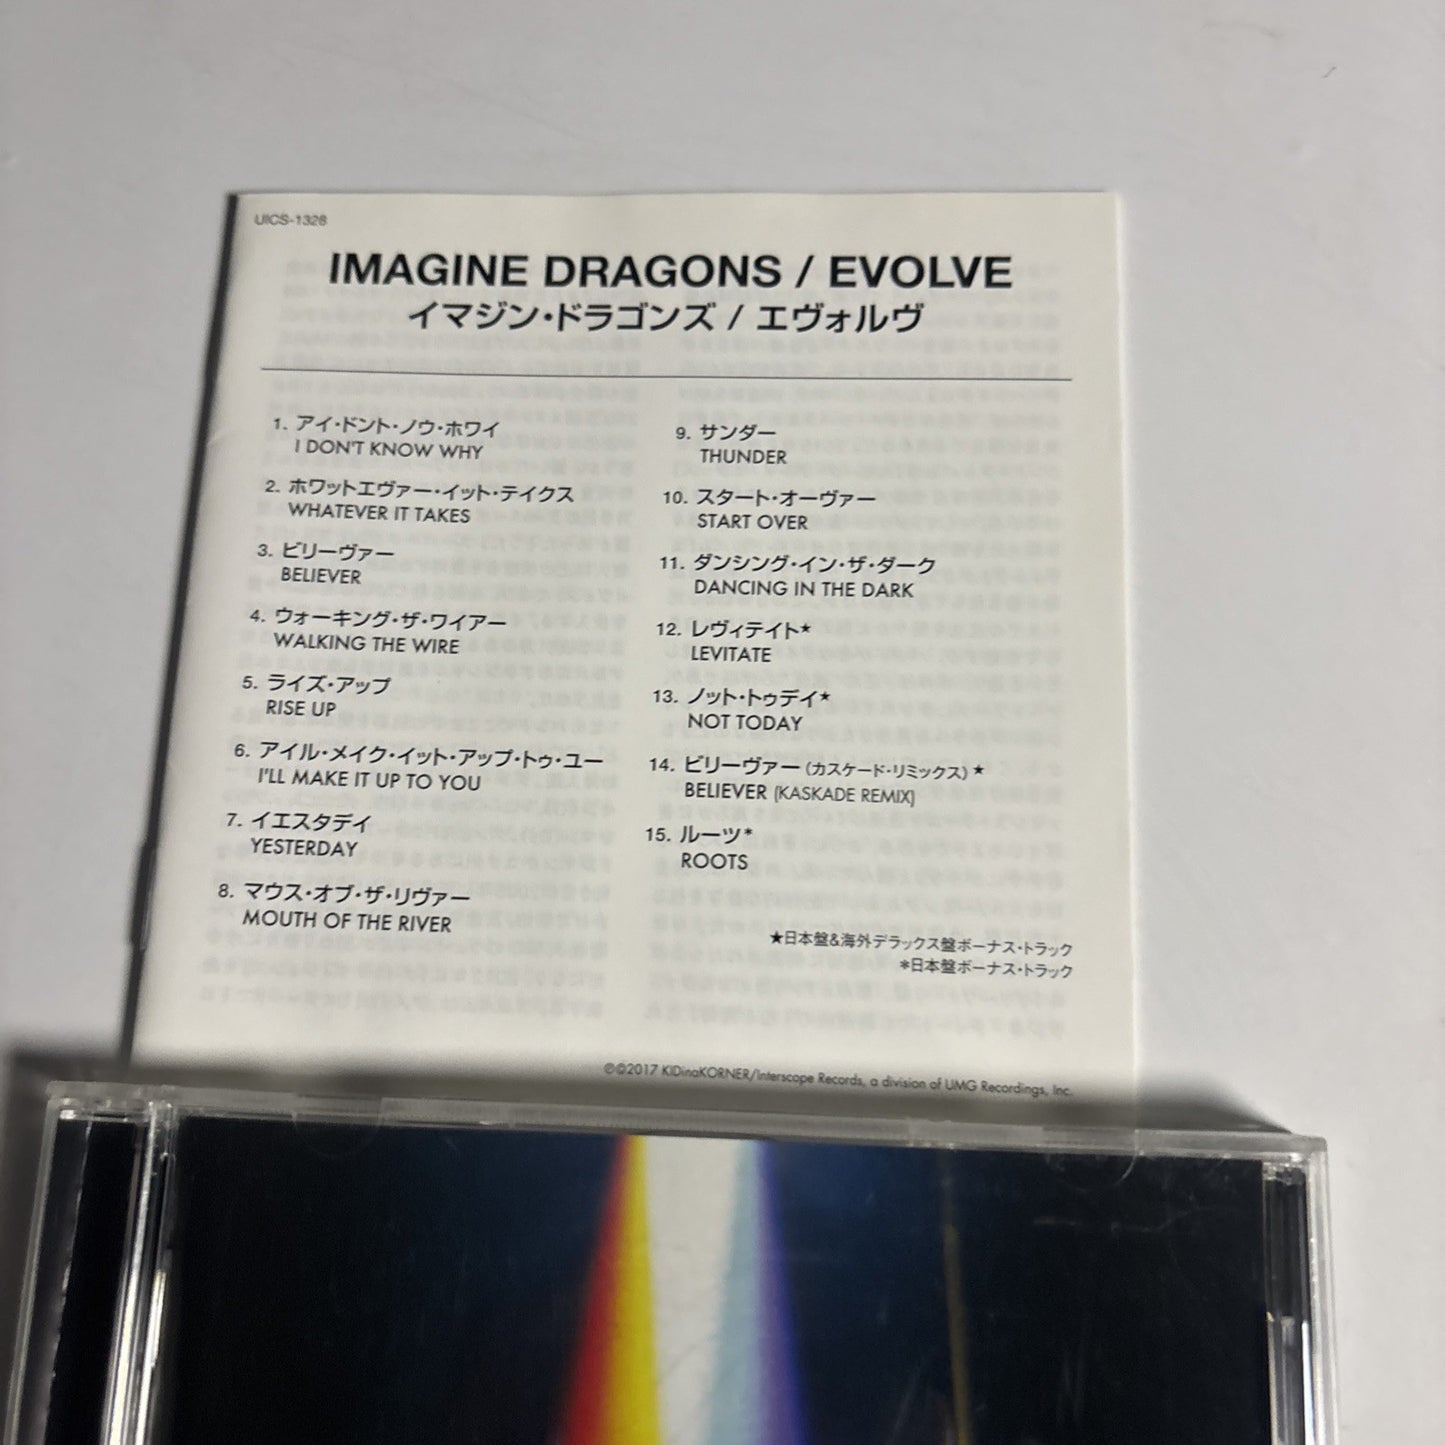 UICS-1328
IMAGINE DRAGONS / EVOLVE
イマジン・ドラゴンズ / エヴォルヴ
1. アイ・ドント・ノウ・ホワイ
I DON'T KNOW WHY
2. ホワットエヴァー・イット・テイクス
WHATEVER IT TAKES
3. ビリーヴァー
BELIEVER
4. ウォーキング・ザ・ワイアー
WALKING THE WIRE
5. ライズ・アップ
RISE UP
6. アイル・メイク・イット・アップ・トゥ・ユー
I'LL MAKE IT UP TO YOU
7. イエスタデイ
YESTERDAY
8. マウス・オブ・ザ・リヴァー
MOUTH OF THE RIVER
9. サンダー
THUNDER
10. スタート・オーヴァー
START OVER
11. ダンシング・イン・ザ・ダーク
DANCING IN THE DARK
12. レヴィテイト★
LEVITATE
13. ノット・トゥデイ★
NOT TODAY
14. ビリーヴァー (カスケード・リミックス) ★
BELIEVER (KASKADE REMIX)
15. ルーツ*
ROOTS
★日本盤&海外デラックス盤ボーナス・トラック
*日本盤ボーナス・トラック
℗©2017 KIDinaKORNER/Interscope Records, a division of UMG Recordings, Inc.